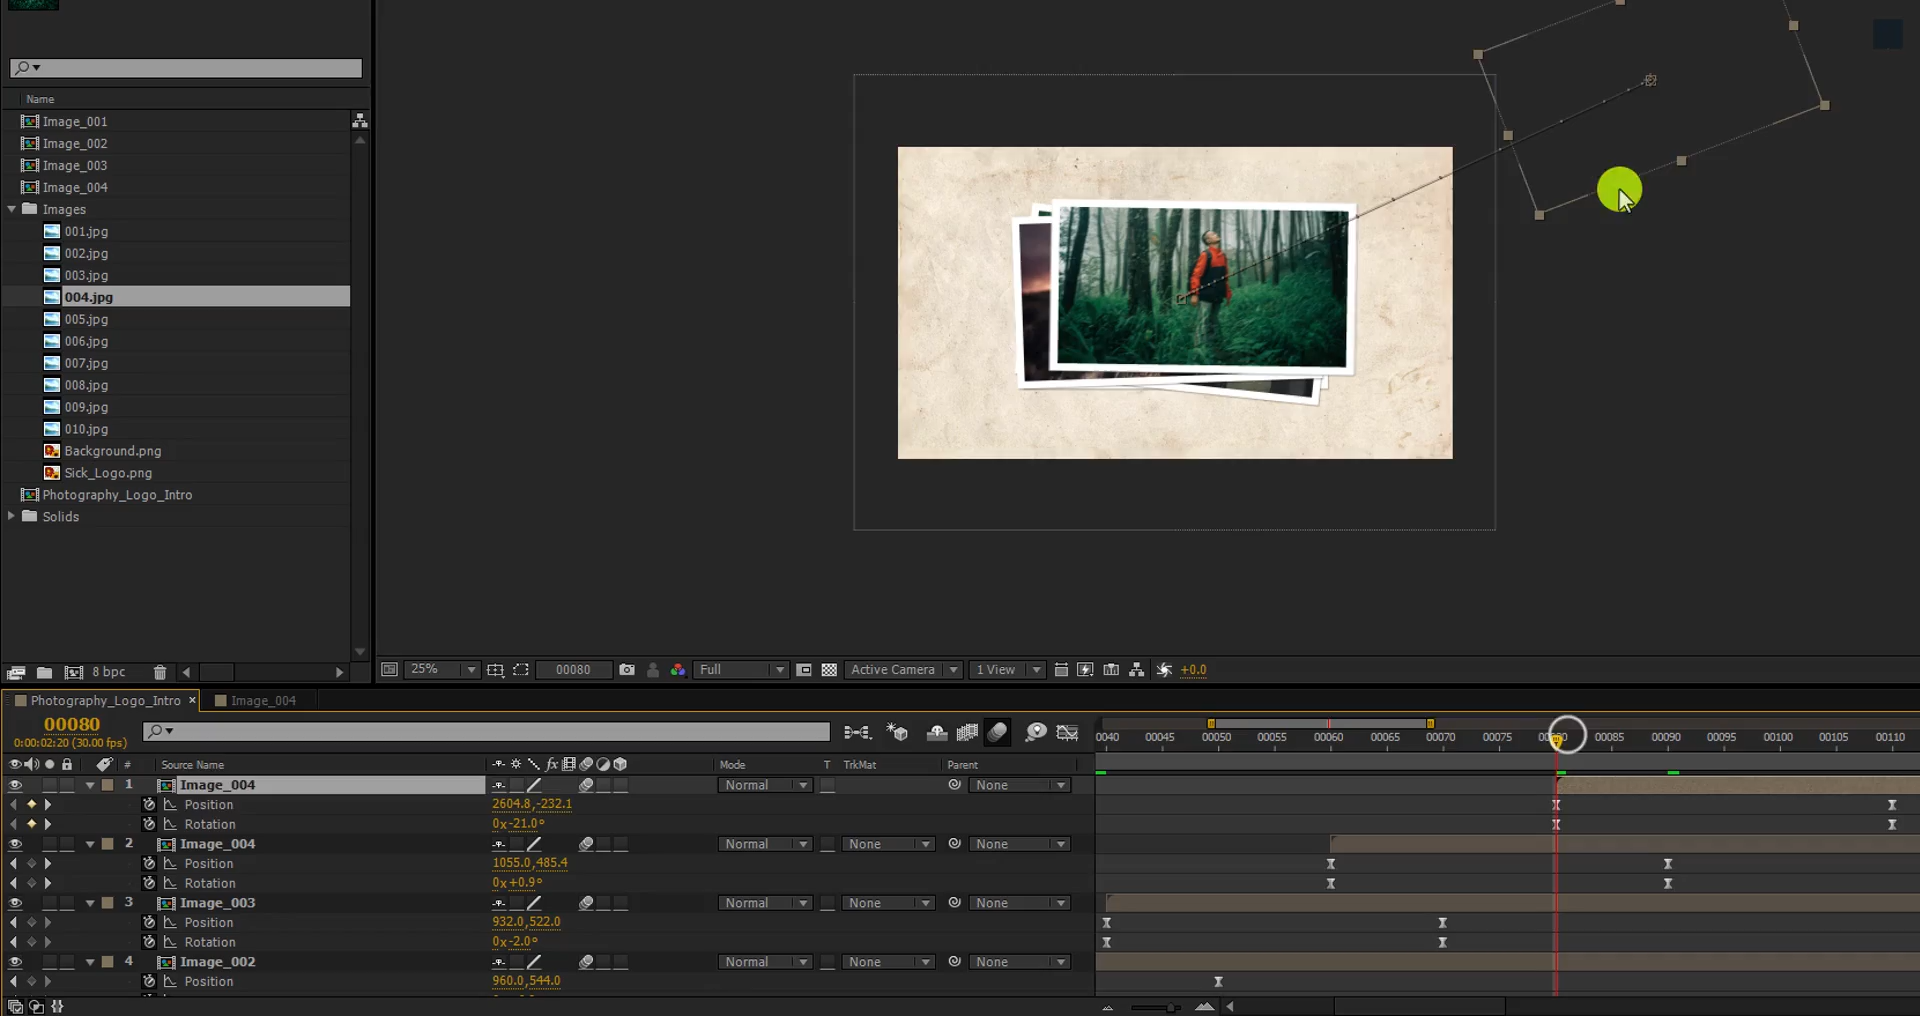 Name
Image_001
Image_002
Image_003
Image_004
Images
001.jpg
002.jpg
003.jpg
004.jpg
005.jpg
006.jpg
007.jpg
008.jpg
009.jpg
010.jpg
Background.png
Sick_Logo.png
Photography_Logo_Intro
Solids
8 bpc
25% 00080 Full Active Camera 1 View +0.0
Photography_Logo_Intro × Image_004
00080
0:00:02:20 (30.00 fps)
0040 00045 00050 00055 00060 00065 00070 00075 00085 00090 00095 00100 00105 00110
# Source Name fx Mode T TrkMat Parent
1 Image_004 Normal None
Position 2604.8,-232.1
Rotation 0x-21.0°
2 Image_004 Normal None None
Position 1055.0,485.4
Rotation 0x+0.9°
3 Image_003 Normal None None
Position 932.0,522.0
Rotation 0x-2.0°
4 Image_002 Normal None None
Position 960.0,544.0